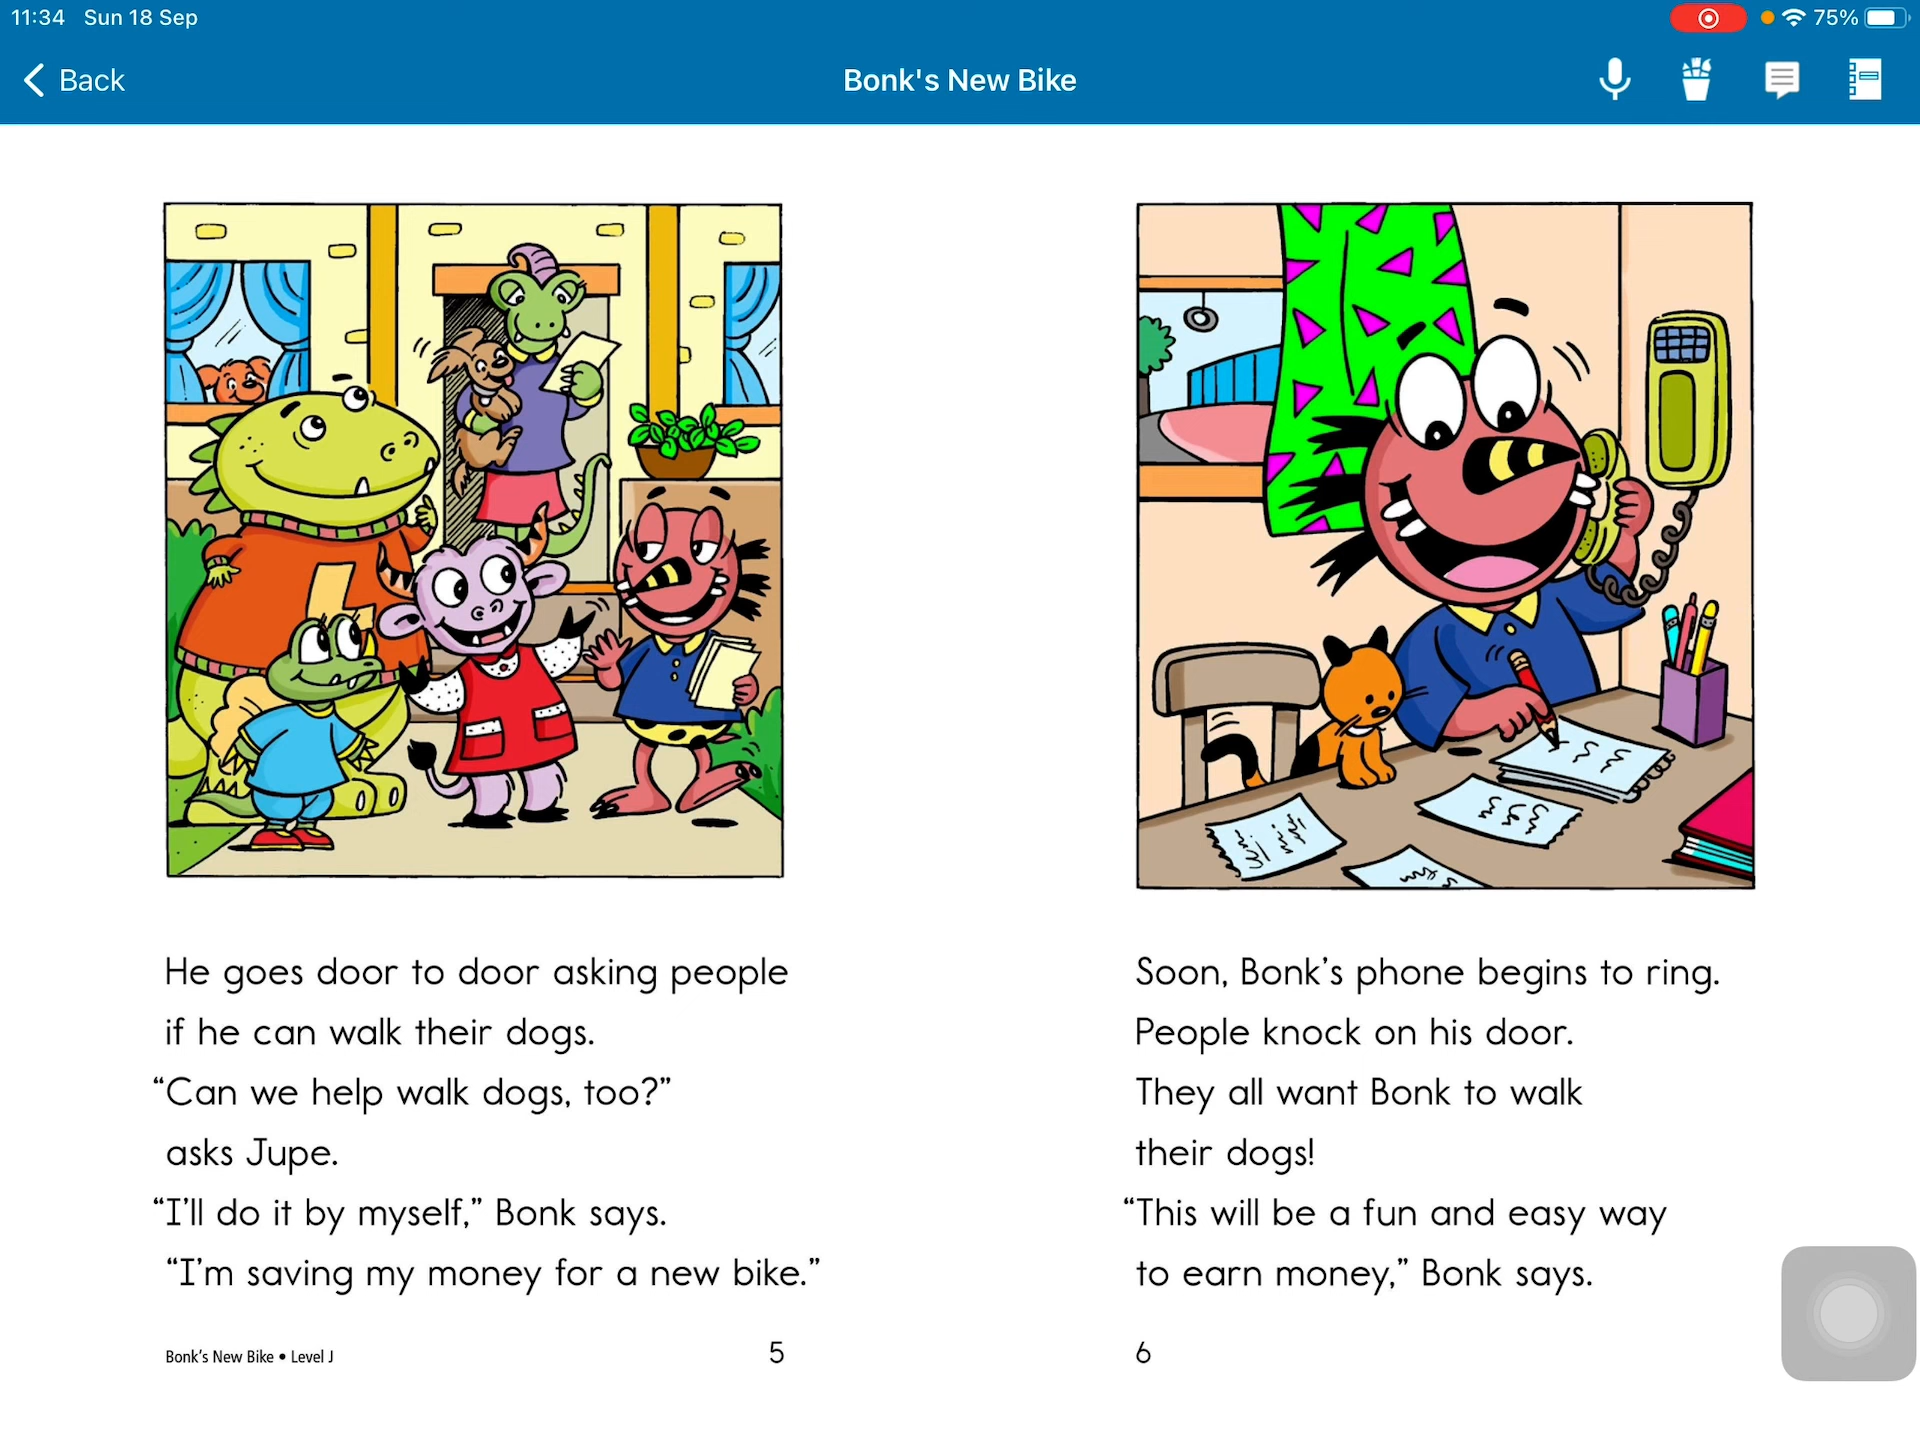 11:34 Sun 18 Sep
75%
Back
Bonk's New Bike
He goes door to door asking people
if he can walk their dogs.
“Can we help walk dogs, too?”
asks Jupe.
“I’ll do it by myself,” Bonk says.
“I’m saving my money for a new bike.”
Bonk’s New Bike • Level J
5
Soon, Bonk’s phone begins to ring.
People knock on his door.
They all want Bonk to walk
their dogs!
“This will be a fun and easy way
to earn money,” Bonk says.
6